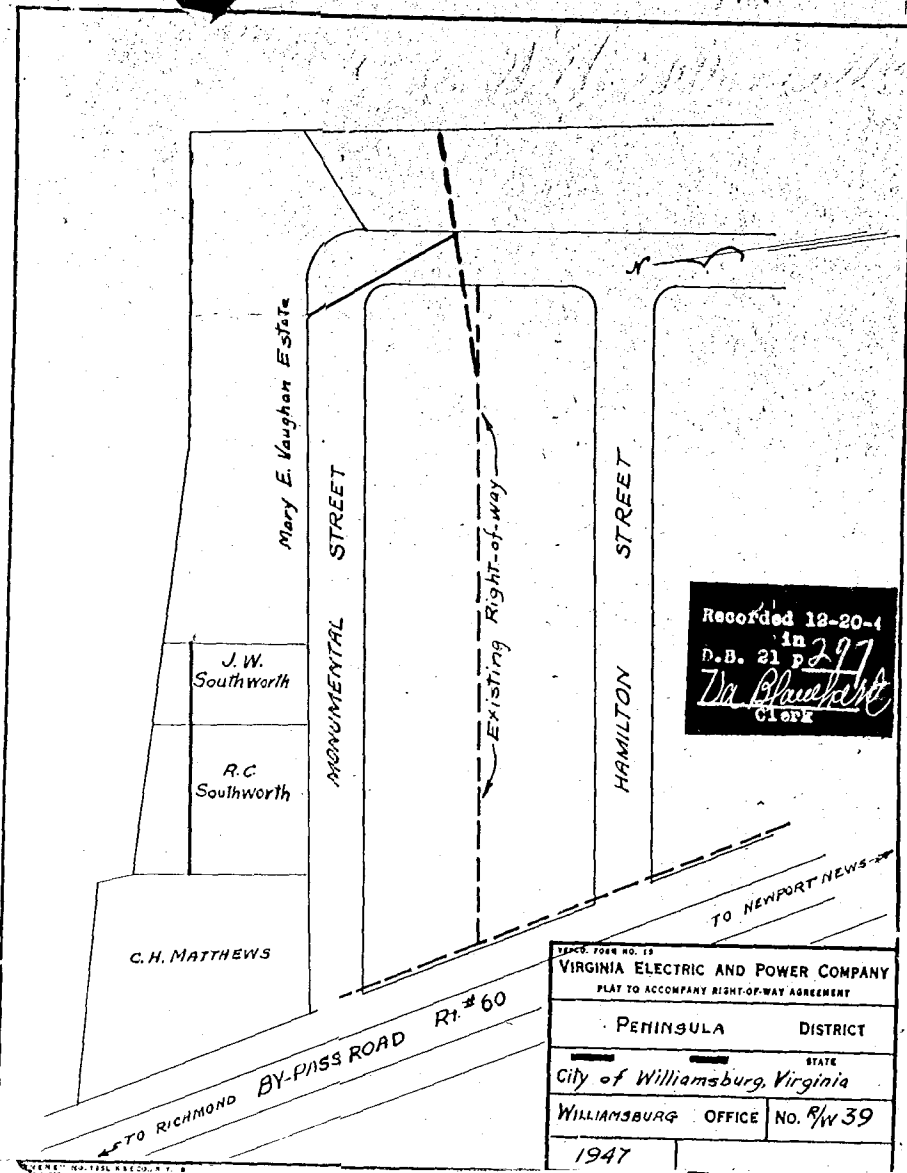 Mary E. Vaughan Estate
MONUMENTAL STREET
Existing Right-of-way
HAMILTON STREET
N
J.W.
Southworth
R.C
Southworth
C.H. MATTHEWS
Recorded 12-20-4
in
D.B. 21 p 297
Clerk
TO NEWPORT NEWS
TO RICHMOND BY-PASS ROAD Rt. #60
VEPCO. FORM NO. 15
VIRGINIA ELECTRIC AND POWER COMPANY
PLAT TO ACCOMPANY RIGHT-OF-WAY AGREEMENT
PENINSULA DISTRICT
STATE
City of Williamsburg, Virginia
WILLIAMSBURG OFFICE NO. R/W 39
1947